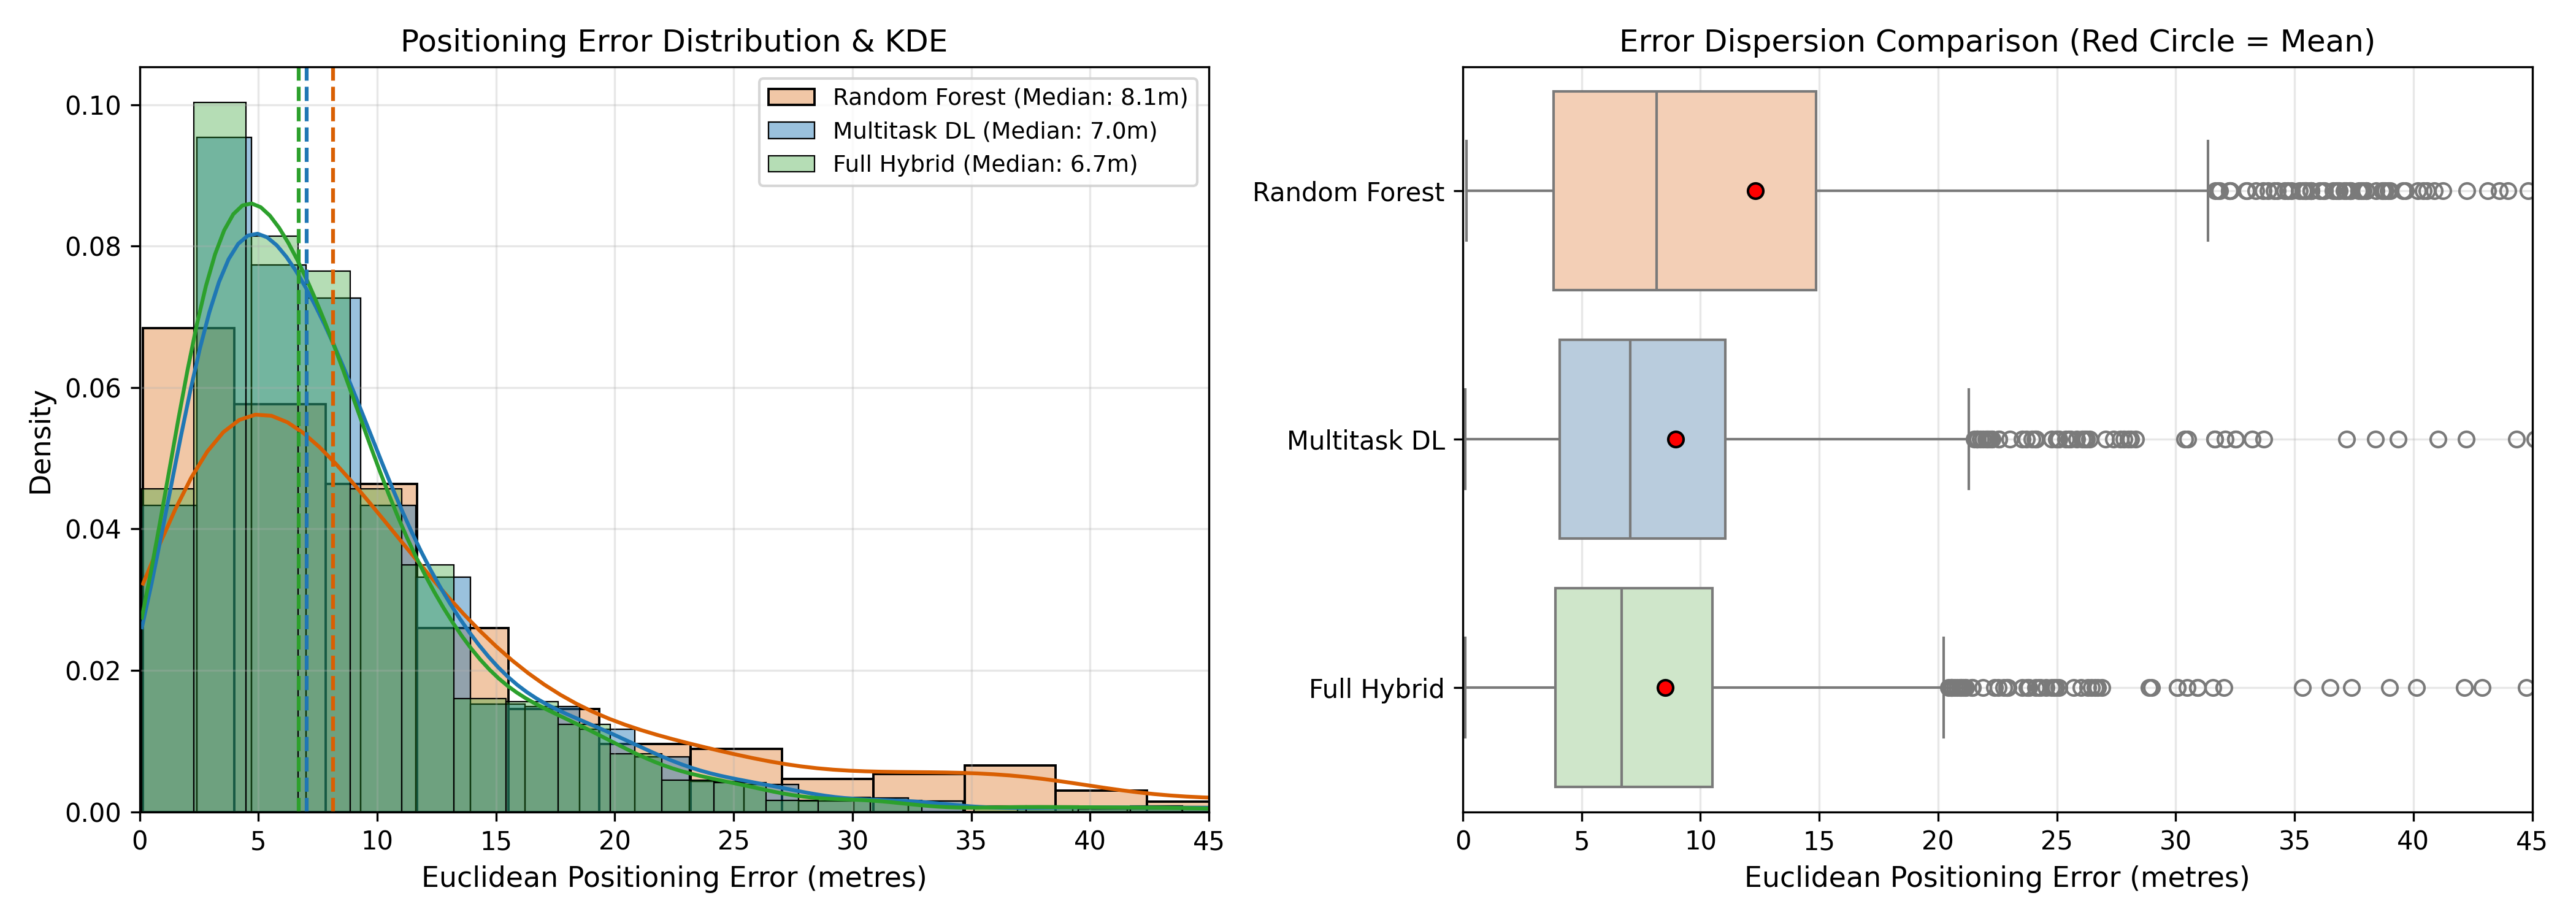 Positioning Error Distribution & KDE
Random Forest (Median: 8.1m)
Multitask DL (Median: 7.0m)
Full Hybrid (Median: 6.7m)
Density
0.10
0.08
0.06
0.04
0.02
0.00
0 5 10 15 20 25 30 35 40 45
Euclidean Positioning Error (metres)
Error Dispersion Comparison (Red Circle = Mean)
Random Forest
Multitask DL
Full Hybrid
0 5 10 15 20 25 30 35 40 45
Euclidean Positioning Error (metres)